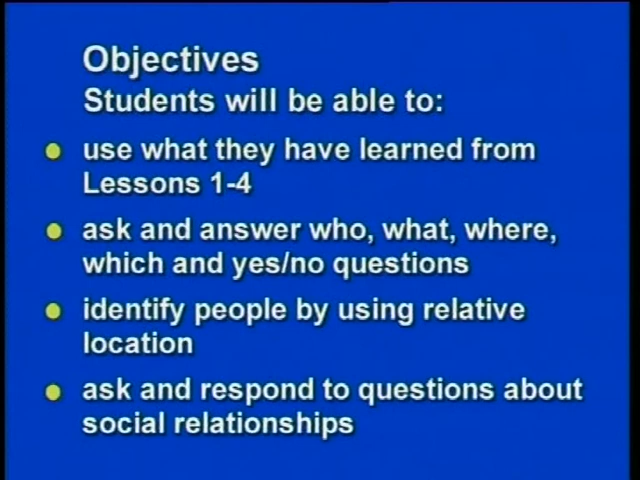 Objectives
Students will be able to:
use what they have learned from
Lessons 1-4
ask and answer who, what, where,
which and yes/no questions
identify people by using relative
location
ask and respond to questions about
social relationships